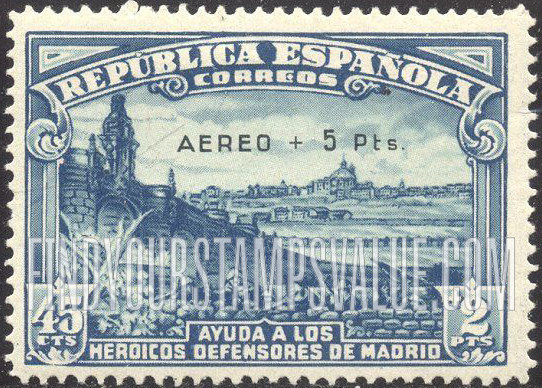 REPUBLICA ESPAÑOLA
CORREOS
AEREO + 5 Pts.
FINDYOURSTAMPSVALUE.COM
45 CTS
+2 PTS
AYUDA A LOS
HEROICOS DEFENSORES DE MADRID